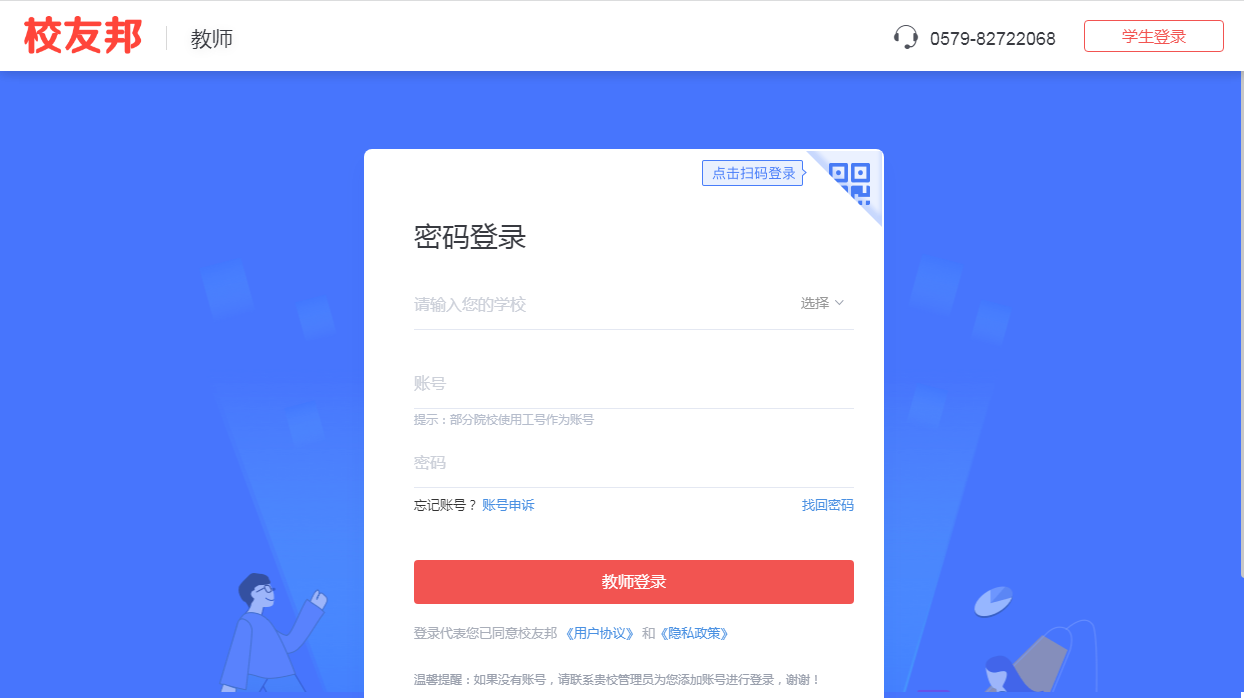 校友邦
教师
0579-82722068
学生登录
点击扫码登录
密码登录
请输入您的学校
选择
账号
提示：部分院校使用工号作为账号
密码
忘记账号？账号申诉
找回密码
教师登录
登录代表您已同意校友邦《用户协议》和《隐私政策》
温馨提醒：如果没有账号，请联系贵校管理员为您添加账号进行登录，谢谢！